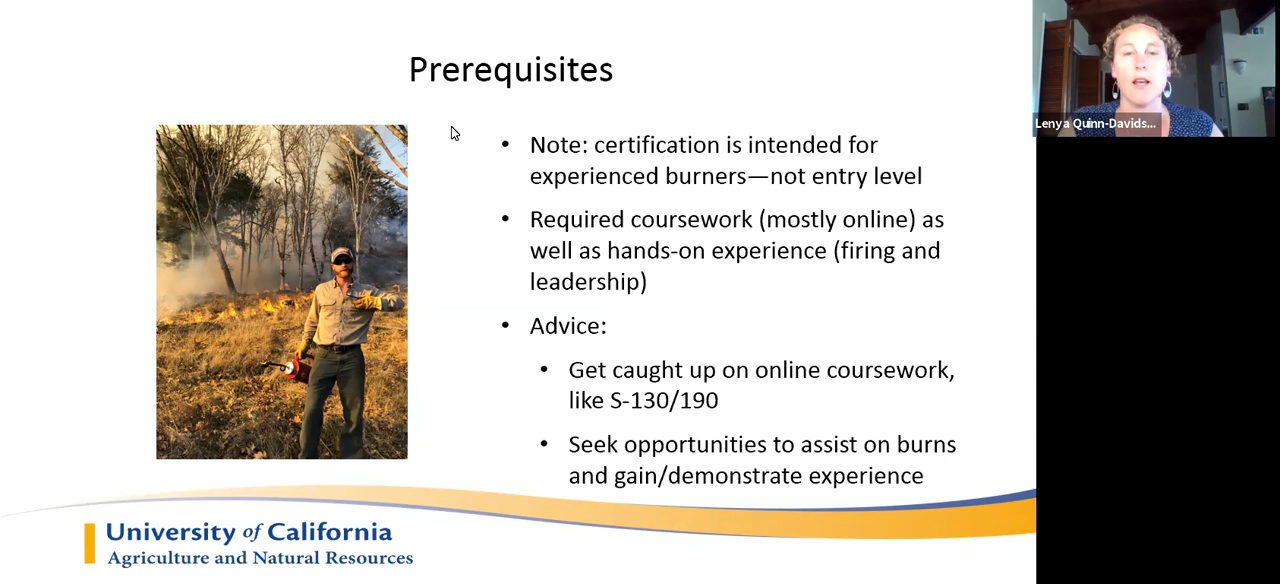 Prerequisites
• Note: certification is intended for
experienced burners—not entry level
• Required coursework (mostly online) as
well as hands-on experience (firing and
leadership)
• Advice:
• Get caught up on online coursework,
like S-130/190
• Seek opportunities to assist on burns
and gain/demonstrate experience
University of California
Agriculture and Natural Resources
Lenya Quinn-Davids...